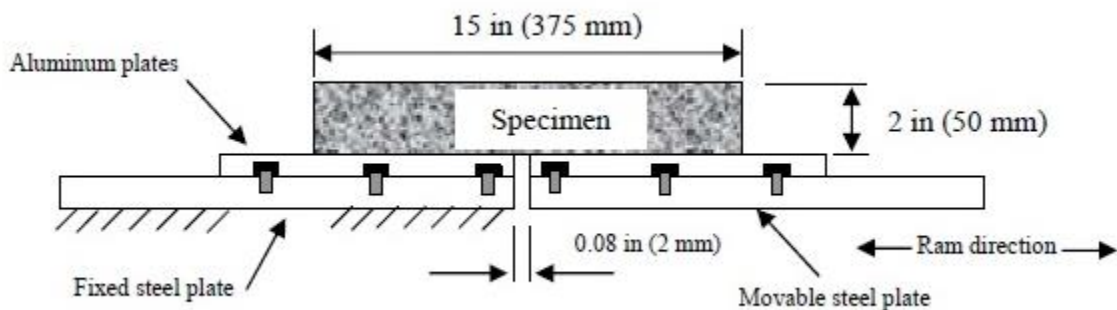 15 in (375 mm)
Aluminum plates
Specimen
2 in (50 mm)
0.08 in (2 mm)
Ram direction
Fixed steel plate
Movable steel plate